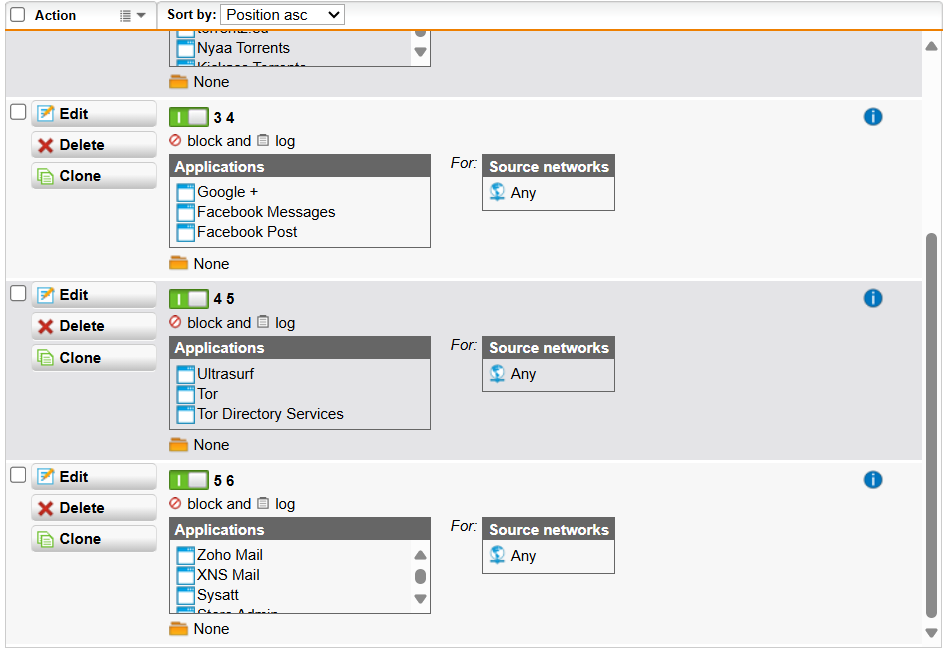 Action
Sort by: Position asc
Nyaa Torrents
None
Edit
Delete
Clone
3 4
block and log
Applications
Google +
Facebook Messages
Facebook Post
None
For:
Source networks
Any
Edit
Delete
Clone
4 5
block and log
Applications
Ultrasurf
Tor
Tor Directory Services
None
For:
Source networks
Any
Edit
Delete
Clone
5 6
block and log
Applications
Zoho Mail
XNS Mail
Sysatt
None
For:
Source networks
Any